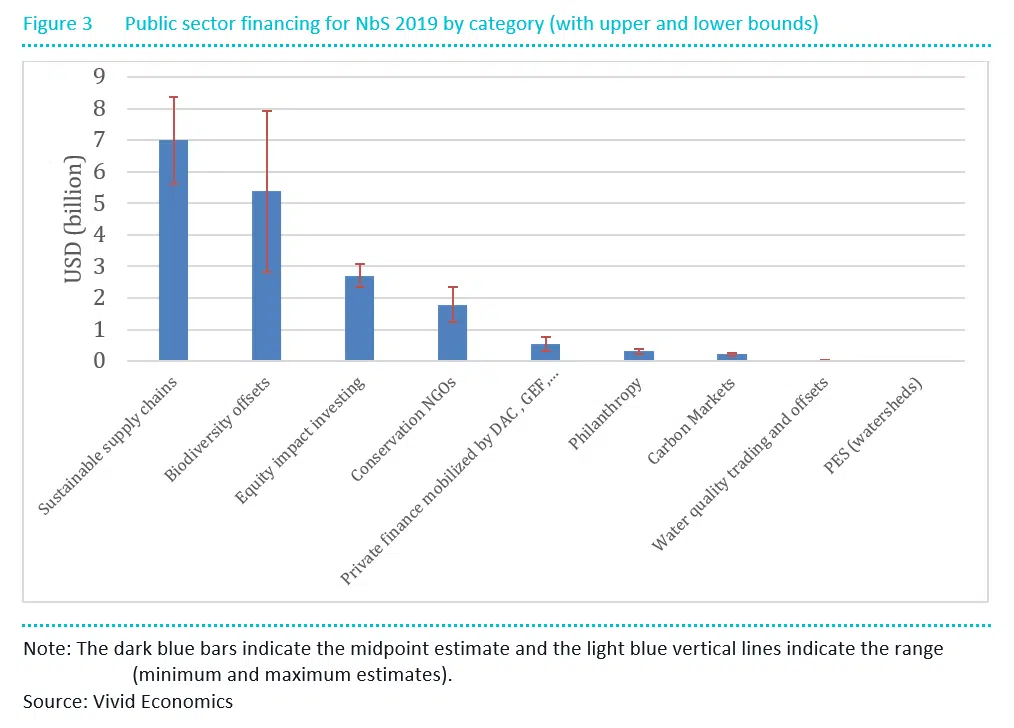 Figure 3 Public sector financing for NbS 2019 by category (with upper and lower bounds)
9
8
7
6
5
4
3
2
1
0
USD (billion)
Sustainable supply chains
Biodiversity offsets
Equity impact investing
Conservation NGOs
Private finance mobilized by DAC , GEF,...
Philanthropy
Carbon Markets
Water quality trading and offsets
PES (watersheds)
Note: The dark blue bars indicate the midpoint estimate and the light blue vertical lines indicate the range
(minimum and maximum estimates).
Source: Vivid Economics